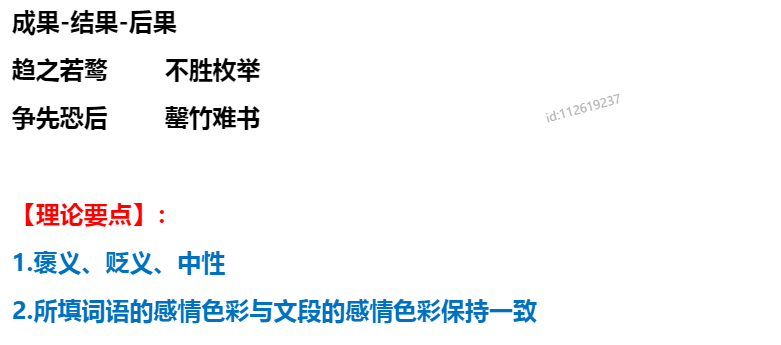 成果-结果-后果
趋之若鹜 不胜枚举
争先恐后 罄竹难书
id:112619237
【理论要点】:
1.褒义、贬义、中性
2.所填词语的感情色彩与文段的感情色彩保持一致